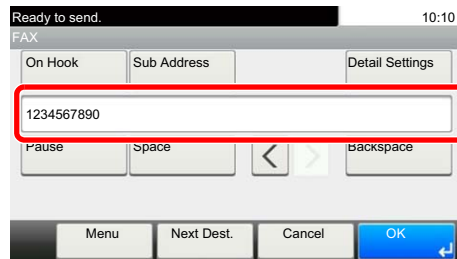 Ready to send. 10:10
FAX
On Hook Sub Address Detail Settings
1234567890
Pause Space Backspace
Menu Next Dest. Cancel OK